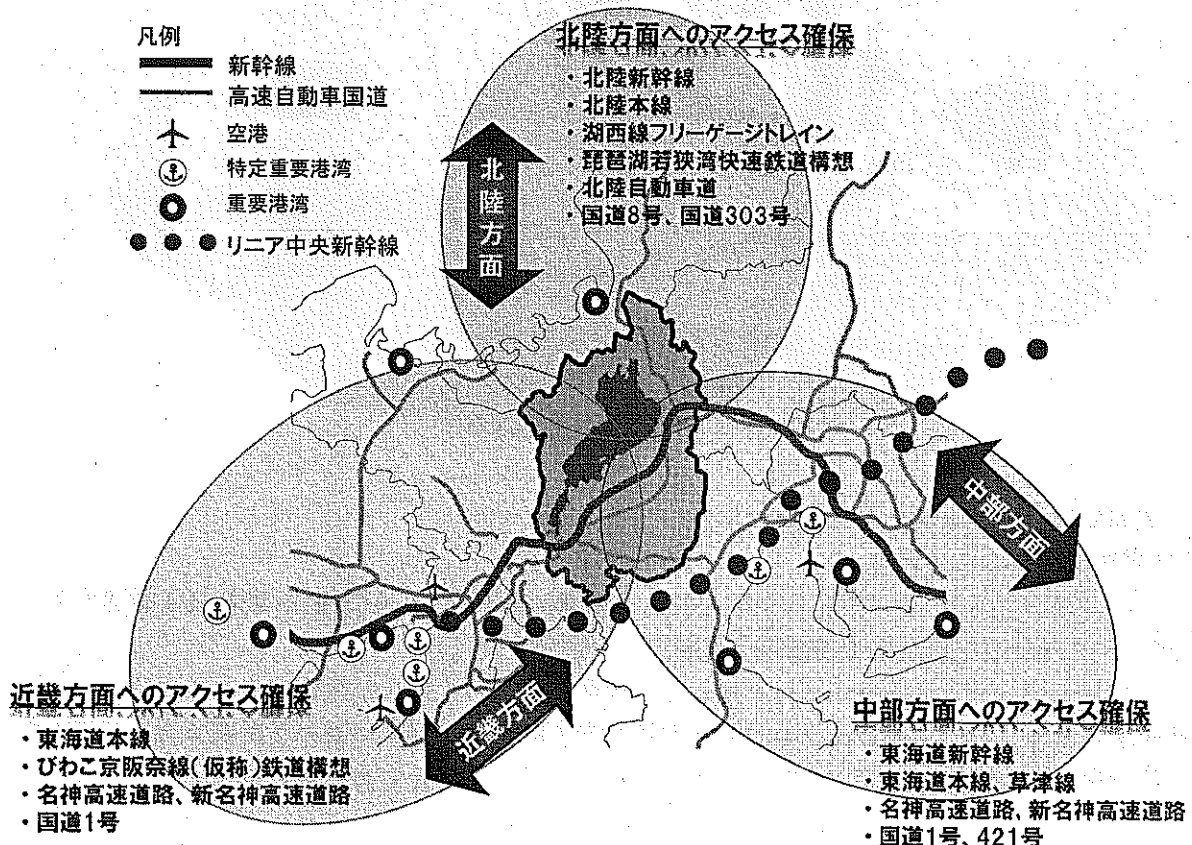 凡例
新幹線
高速自動車国道
空港
特定重要港湾
重要港湾
リニア中央新幹線
北陸方面へのアクセス確保
・北陸新幹線
・北陸本線
・湖西線フリーゲージトレイン
・琵琶湖若狭湾快速鉄道構想
・北陸自動車道
・国道8号、国道303号
北陸方面
中部方面
近畿方面
近畿方面へのアクセス確保
・東海道本線
・びわこ京阪奈線(仮称)鉄道構想
・名神高速道路、新名神高速道路
・国道1号
中部方面へのアクセス確保
・東海道新幹線
・東海道本線、草津線
・名神高速道路、新名神高速道路
・国道1号、421号